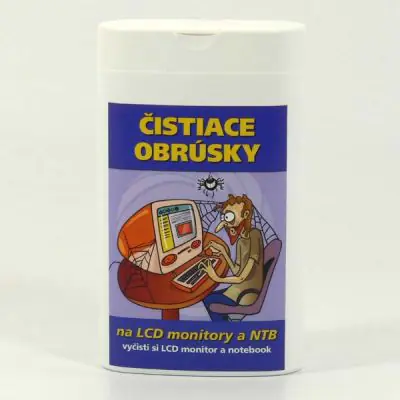 ČISTIACE
OBRÚSKY
na LCD monitory a NTB
vyčisti si LCD monitor a notebook